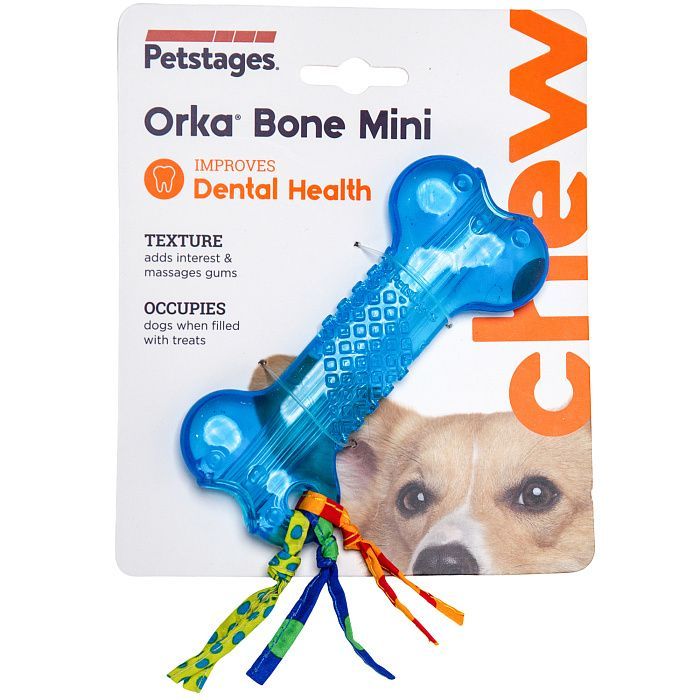 Petstages.
Orka® Bone Mini
IMPROVES
Dental Health
TEXTURE
adds interest &
massages gums
OCCUPIES
dogs when filled
with treats
chew